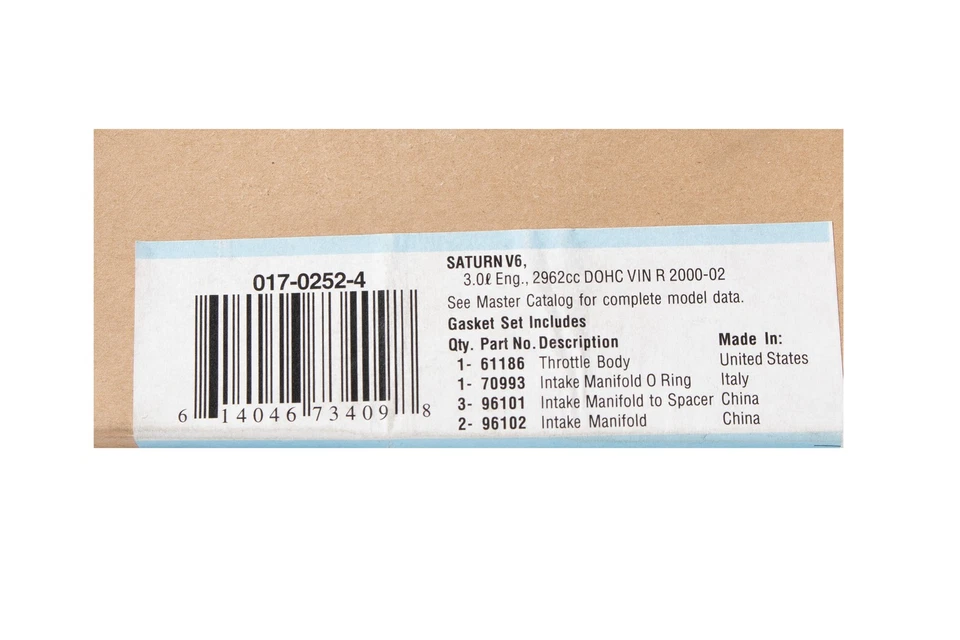 017-0252-4
6 14046 73409 8
SATURN V6,
3.0ℓ Eng., 2962cc DOHC VIN R 2000-02
See Master Catalog for complete model data.
Gasket Set Includes
Qty. Part No. Description Made In:
1- 61186 Throttle Body United States
1- 70993 Intake Manifold O Ring Italy
3- 96101 Intake Manifold to Spacer China
2- 96102 Intake Manifold China